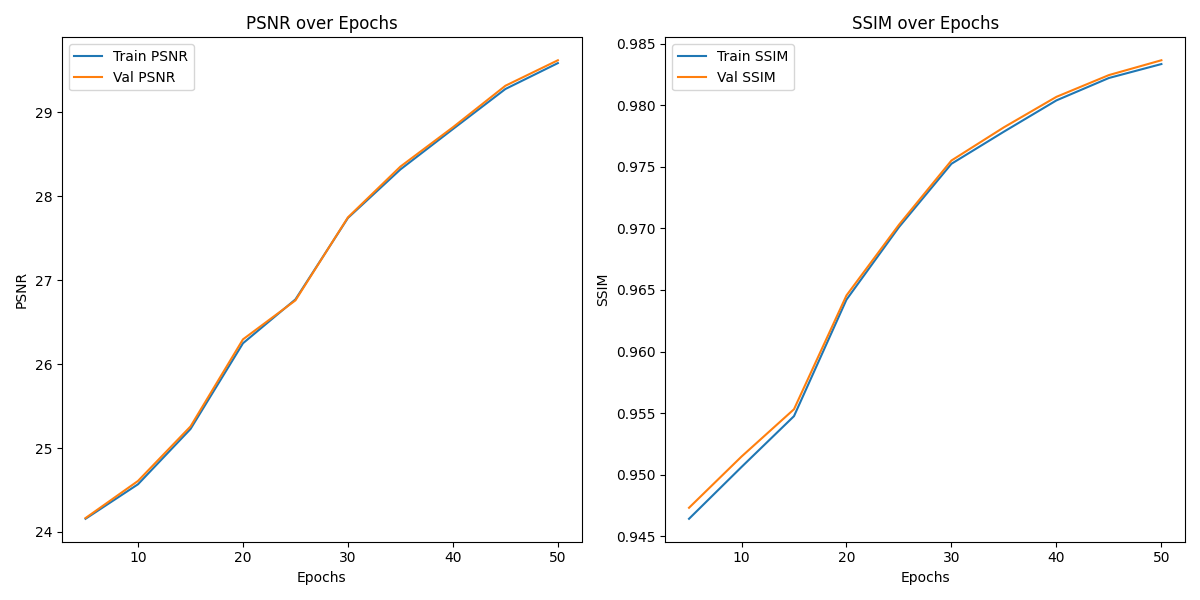 PSNR over Epochs
Train PSNR
Val PSNR
29
28
27
26
25
24
PSNR
10 20 30 40 50
Epochs
SSIM over Epochs
Train SSIM
Val SSIM
0.985
0.980
0.975
0.970
0.965
0.960
0.955
0.950
0.945
SSIM
10 20 30 40 50
Epochs